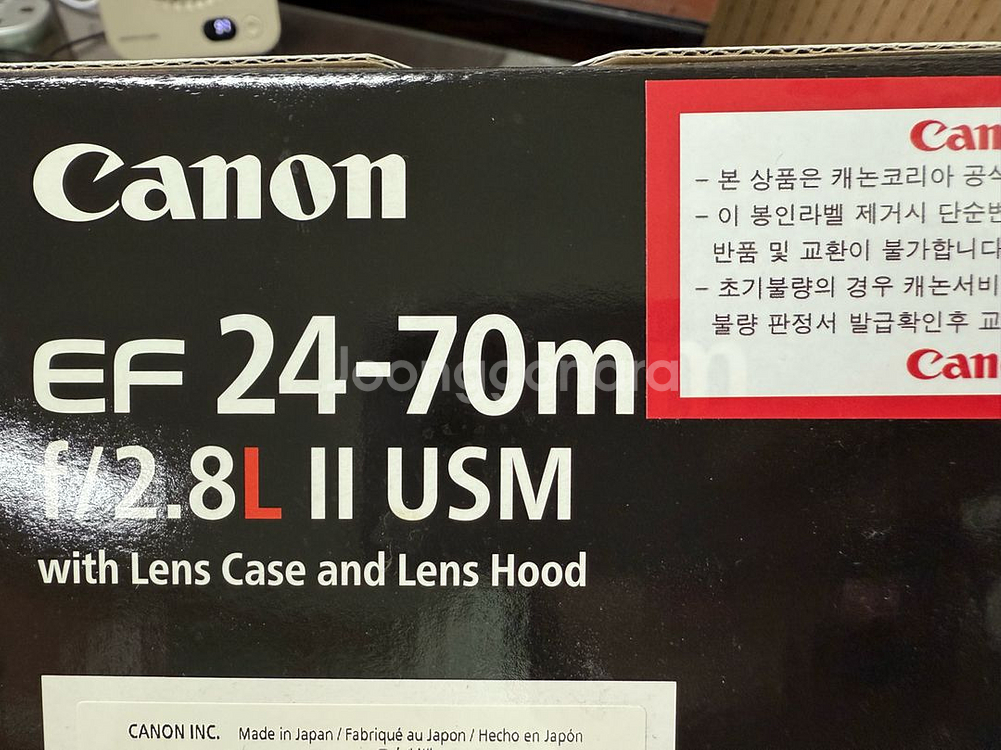 Canon
EF 24-70m
f/2.8L II USM
with Lens Case and Lens Hood
CANON INC. Made in Japan / Fabriqué au Japon / Hecho en Japón
Can
– 본 상품은 캐논코리아 공식
– 이 봉인라벨 제거시 단순변
반품 및 교환이 불가합니다
– 초기불량의 경우 캐논서비
불량 판정서 발급확인후 교
Can
Joonggonara